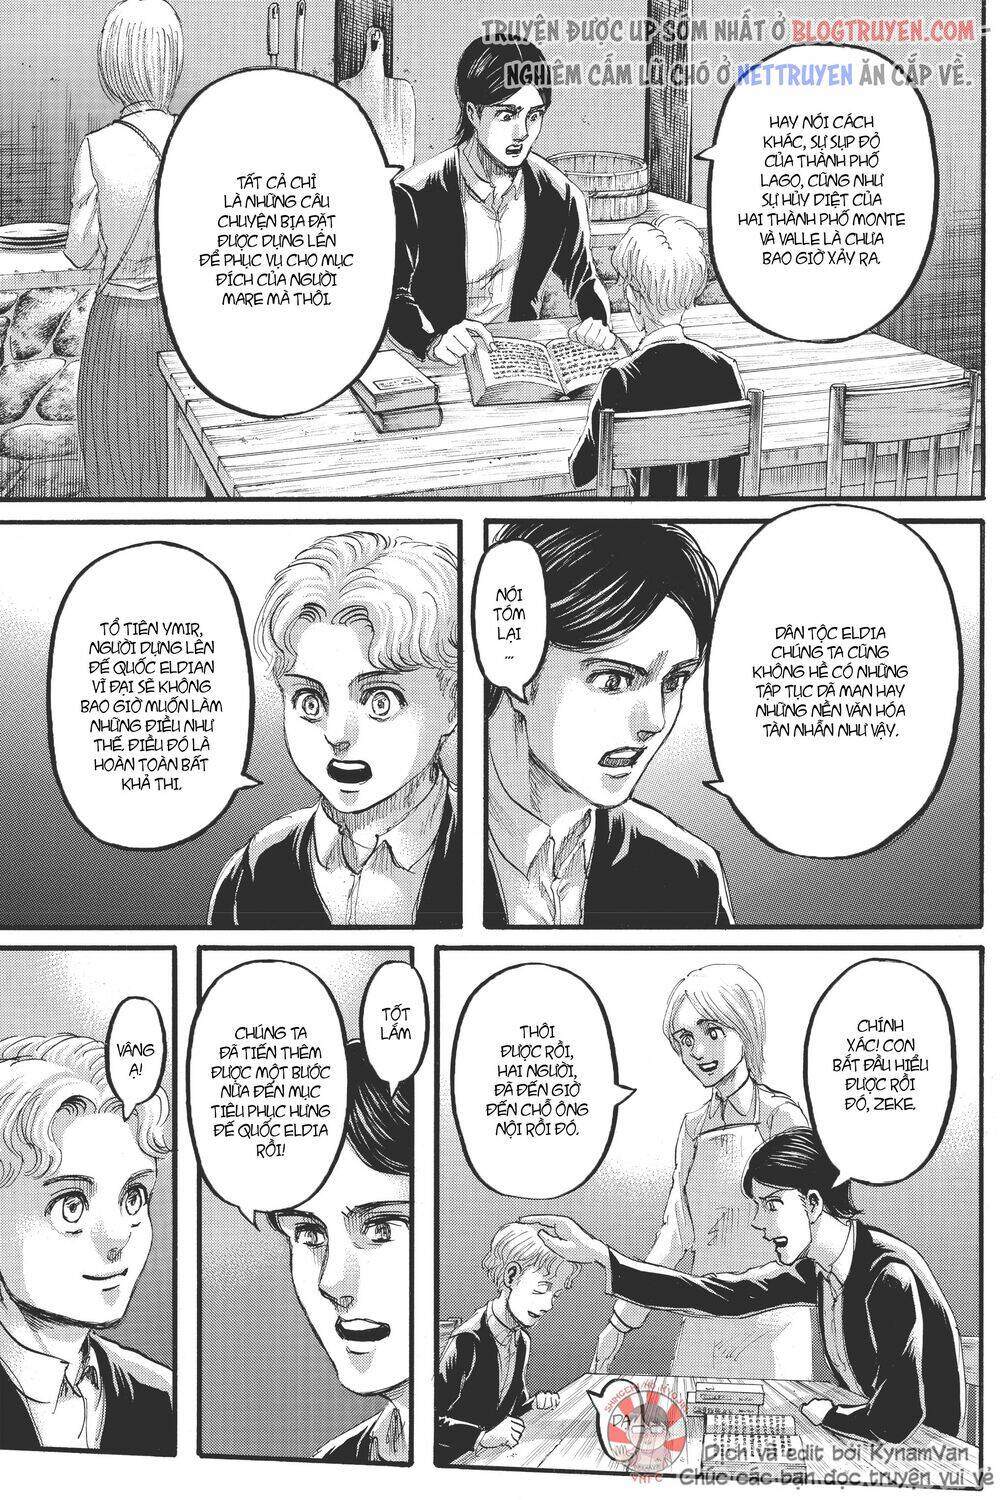 TRUYỆN ĐƯỢC UP SỚM NHẤT Ở BLOGTRUYEN.COM -
NGHIÊM CẤM LŨ CHÓ Ở NETTRUYEN ĂN CẮP VỀ.
HAY NÓI CÁCH
KHÁC, SỰ SỤP ĐỔ
CỦA THÀNH PHỐ
LAGO, CŨNG NHƯ
SỰ HỦY DIỆT CỦA
HAI THÀNH PHỐ MONTE
VÀ VALLE LÀ CHƯA
BAO GIỜ XẢY RA.
TẤT CẢ CHỈ
LÀ NHỮNG CÂU
CHUYỆN BỊA ĐẶT
ĐƯỢC DỰNG LÊN
ĐỂ PHỤC VỤ CHO MỤC
ĐÍCH CỦA NGƯỜI
MARE MÀ THÔI.
DÂN TỘC ELDIA
CHÚNG TA CŨNG
KHÔNG HỀ CÓ NHỮNG
TẬP TỤC DÃ MAN HAY
NHỮNG NỀN VĂN HÓA
TÀN NHẪN NHƯ VẬY.
NÓI
TÓM
LẠI
...
TỔ TIÊN YMIR,
NGƯỜI DỰNG LÊN
ĐẾ QUỐC ELDIAN
VĨ ĐẠI SẼ KHÔNG
BAO GIỜ MUỐN LÀM
NHỮNG ĐIỀU NHƯ
THẾ. ĐIỀU ĐÓ LÀ
HOÀN TOÀN BẤT
KHẢ THI.
CHÍNH
XÁC! CON
BẮT ĐẦU HIỂU
ĐƯỢC RỒI
ĐÓ, ZEKE.
THÔI
ĐƯỢC RỒI,
HAI NGƯỜI,
ĐÃ ĐẾN GIỜ
ĐẾN CHỖ ÔNG
NỘI RỒI ĐÓ.
DẠ
TỐT
LẮM
CHÚNG TA
ĐÃ TIẾN THÊM
ĐƯỢC MỘT BƯỚC
NỮA ĐẾN MỤC
TIÊU PHỤC HƯNG
ĐẾ QUỐC ELDIA
RỒI!
VÂNG
Ạ!
VNFC
Dịch và edit bởi KynamVan
Chúc các bạn đọc truyện vui vẻ